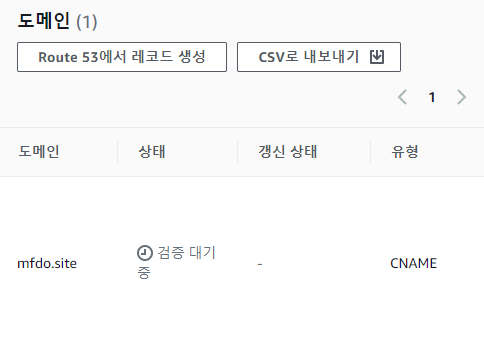 도메인 (1)
Route 53에서 레코드 생성 CSV로 내보내기
1
도메인 상태 갱신 상태 유형
mfdo.site 검증 대기
중 - CNAME